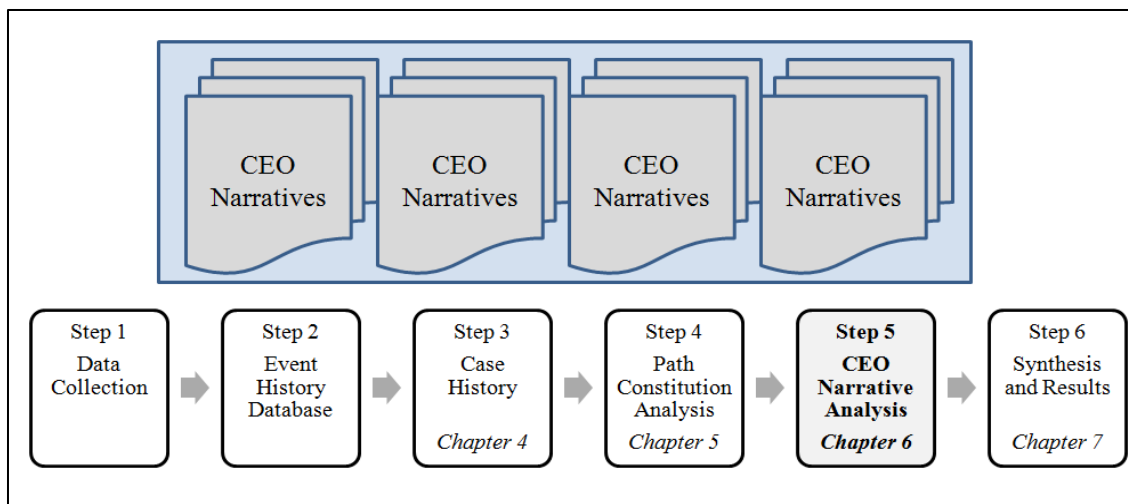 CEO
Narratives
CEO
Narratives
CEO
Narratives
CEO
Narratives
Step 1
Data
Collection
Step 2
Event
History
Database
Step 3
Case
History
Chapter 4
Step 4
Path
Constitution
Analysis
Chapter 5
Step 5
CEO
Narrative
Analysis
Chapter 6
Step 6
Synthesis
and Results
Chapter 7